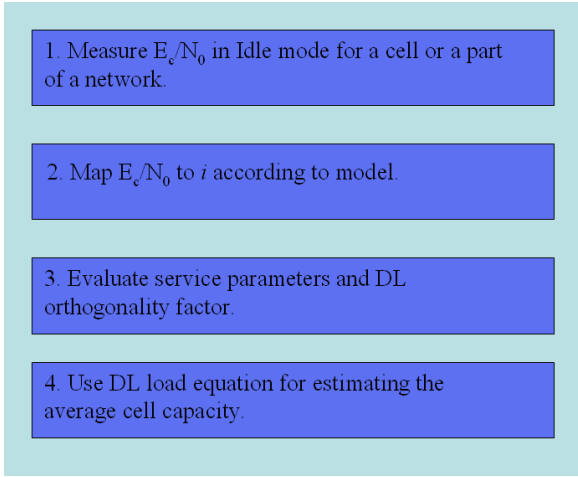 1. Measure Ec/N0 in Idle mode for a cell or a part
of a network.
2. Map Ec/N0 to i according to model.
3. Evaluate service parameters and DL
orthogonality factor.
4. Use DL load equation for estimating the
average cell capacity.